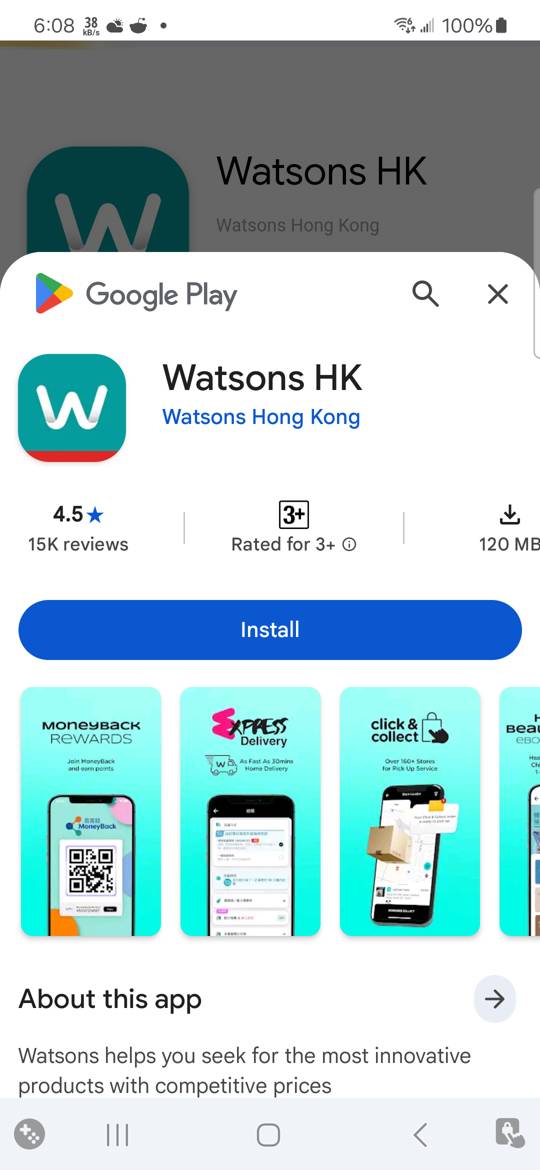 6:08 38 kB/s 100%
Watsons HK
Watsons Hong Kong
Google Play
Watsons HK
Watsons Hong Kong
4.5★ 3+
15K reviews Rated for 3+ 120 MB
Install
MONEYBACK
REWARDS
Join MoneyBack
and earn points
MoneyBack
EXPRESS
Delivery
As Fast As 30mins
Home Delivery
click &
collect
Over 160+ Stores
for Pick Up Service
About this app
Watsons helps you seek for the most innovative
products with competitive prices